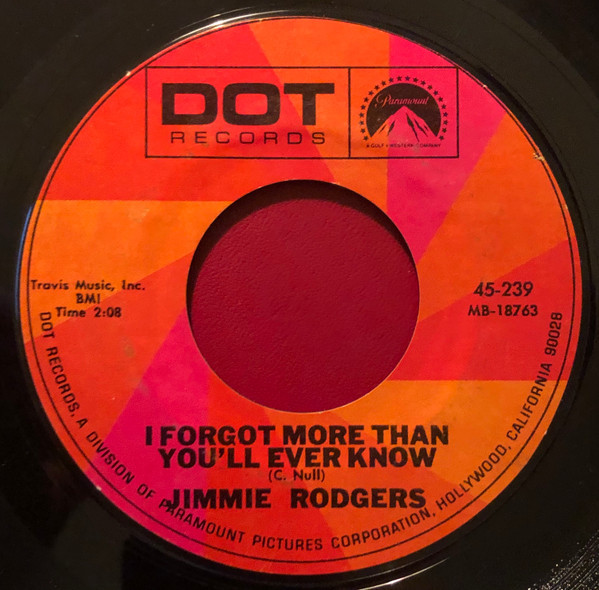 DOT
RECORDS
Paramount
A GULF+WESTERN COMPANY
Travis Music, Inc.
BMI
Time 2:08
45-239
MB-18763
I FORGOT MORE THAN
YOU'LL EVER KNOW
(C. Null)
JIMMIE RODGERS
DOT RECORDS, A DIVISION OF PARAMOUNT PICTURES CORPORATION, HOLLYWOOD, CALIFORNIA 90028